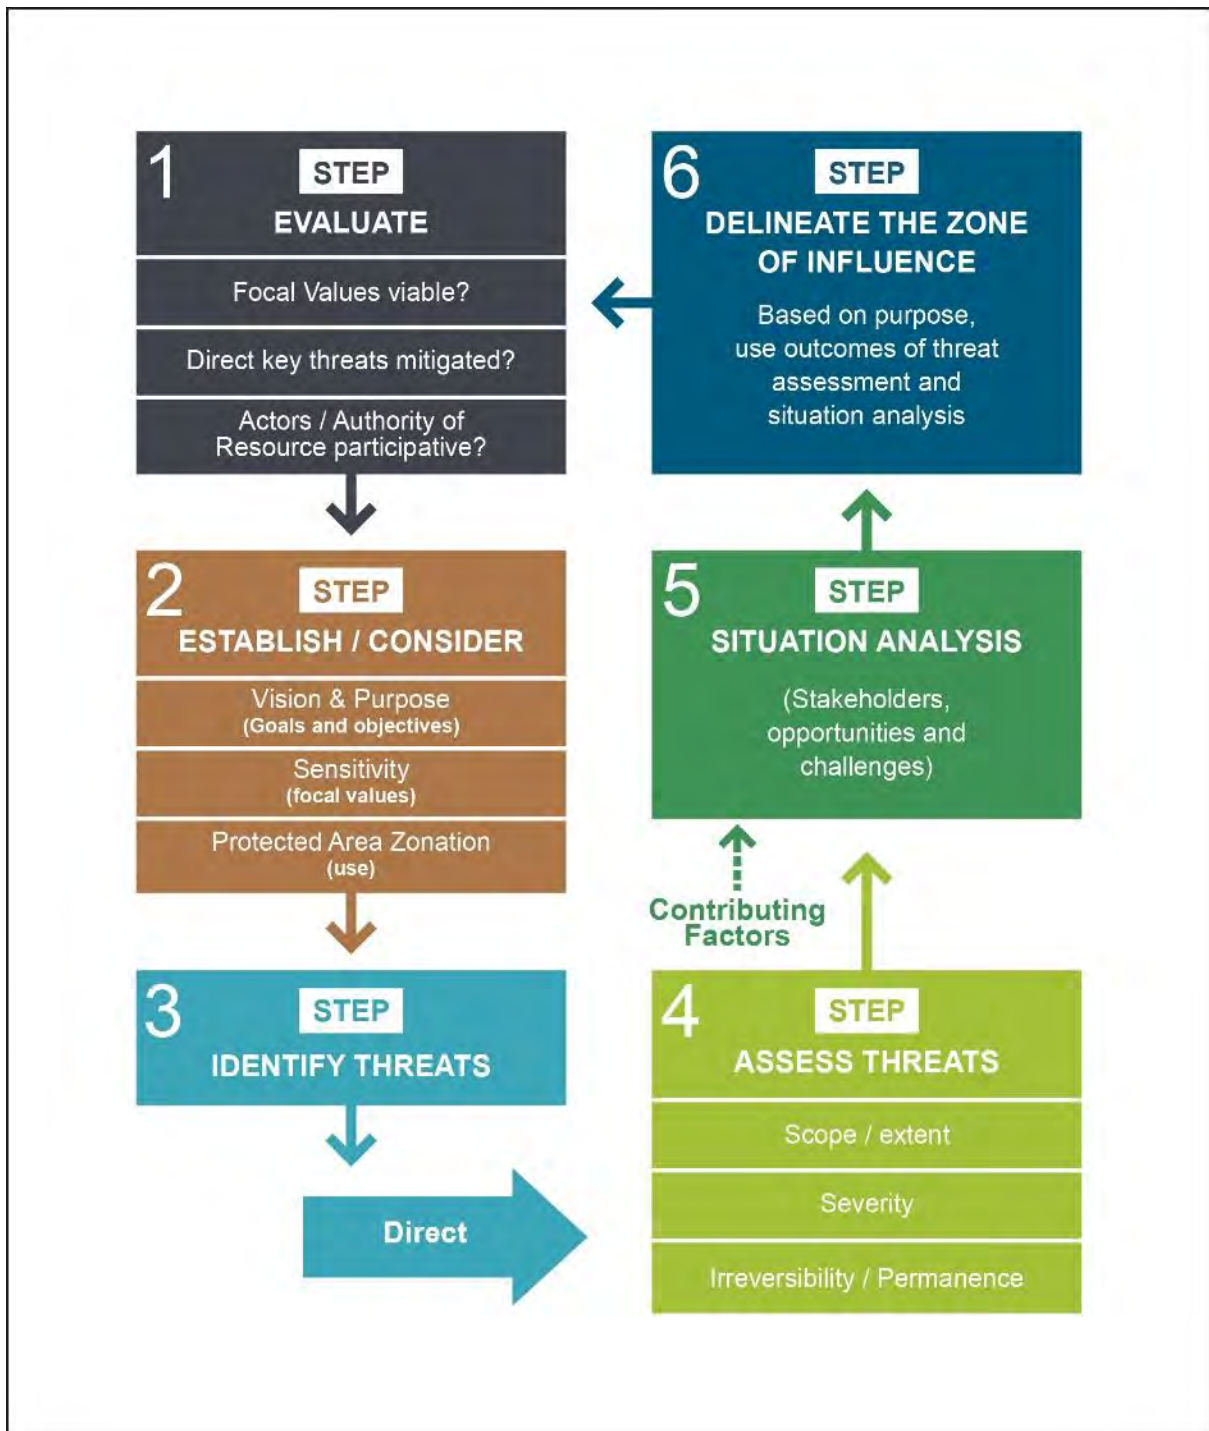 1
STEP
EVALUATE
Focal Values viable?
Direct key threats mitigated?
Actors / Authority of
Resource participative?
2
STEP
ESTABLISH / CONSIDER
Vision & Purpose
(Goals and objectives)
Sensitivity
(focal values)
Protected Area Zonation
(use)
3
STEP
IDENTIFY THREATS
Direct
4
STEP
ASSESS THREATS
Scope / extent
Severity
Irreversibility / Permanence
Contributing
Factors
5
STEP
SITUATION ANALYSIS
(Stakeholders,
opportunities and
challenges)
6
STEP
DELINEATE THE ZONE
OF INFLUENCE
Based on purpose,
use outcomes of threat
assessment and
situation analysis